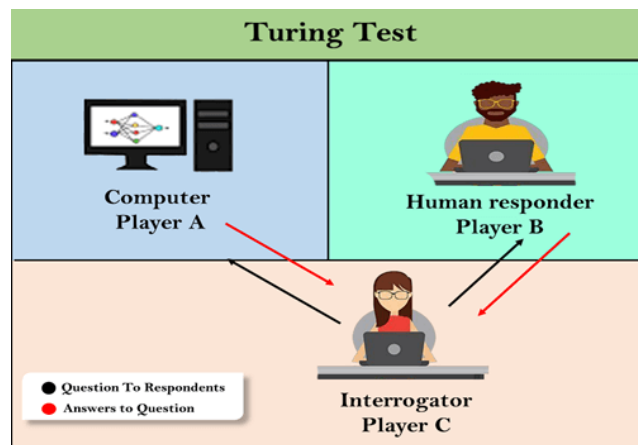 Turing Test
Computer
Player A
Human responder
Player B
Interrogator
Player C
Question To Respondents
Answers to Question